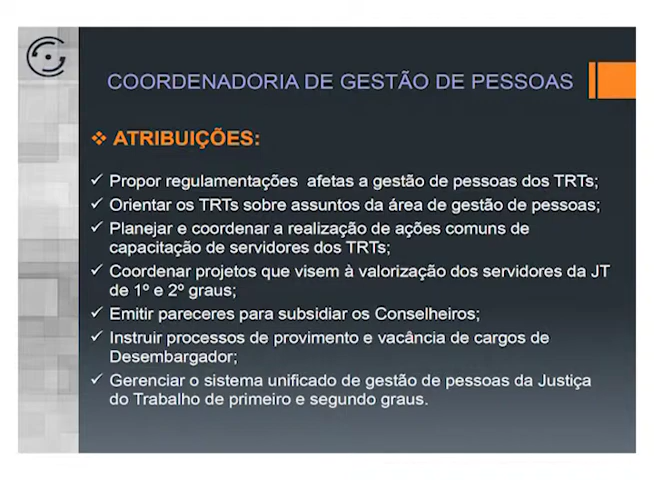 COORDENADORIA DE GESTÃO DE PESSOAS
ATRIBUIÇÕES:
Propor regulamentações afetas a gestão de pessoas dos TRTs;
Orientar os TRTs sobre assuntos da área de gestão de pessoas;
Planejar e coordenar a realização de ações comuns de
capacitação de servidores dos TRTs;
Coordenar projetos que visem à valorização dos servidores da JT
de 1º e 2º graus;
Emitir pareceres para subsidiar os Conselheiros;
Instruir processos de provimento e vacância de cargos de
Desembargador;
Gerenciar o sistema unificado de gestão de pessoas da Justiça
do Trabalho de primeiro e segundo graus.